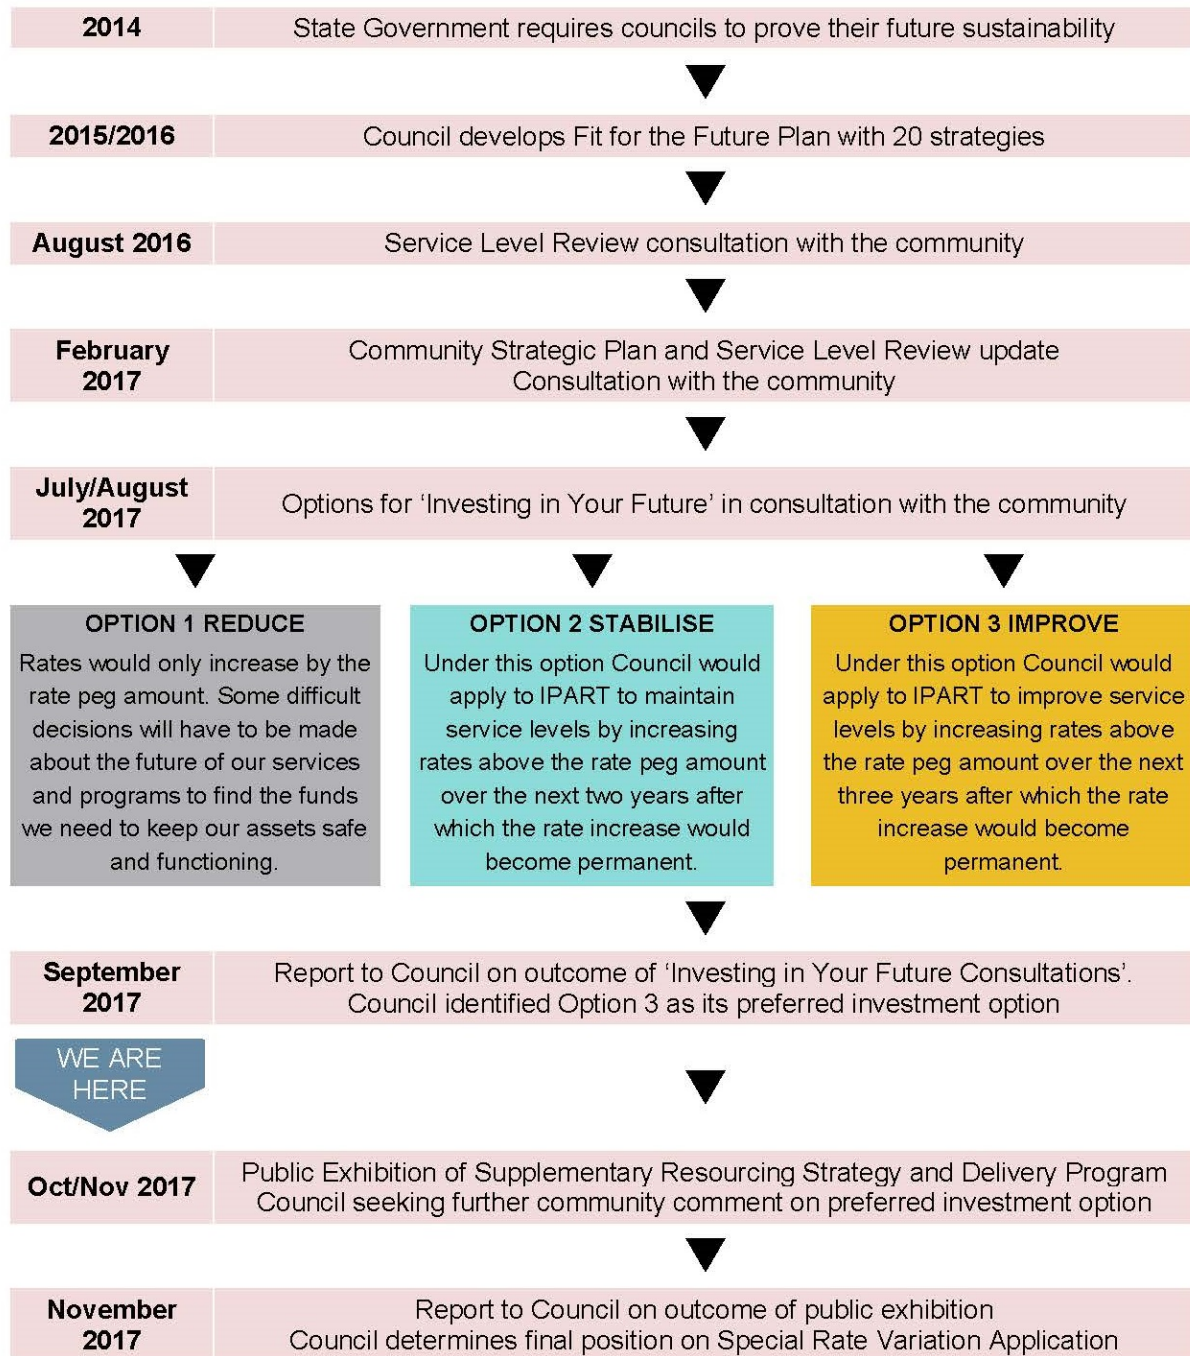 2014
State Government requires councils to prove their future sustainability
2015/2016
Council develops Fit for the Future Plan with 20 strategies
August 2016
Service Level Review consultation with the community
February
2017
Community Strategic Plan and Service Level Review update
Consultation with the community
July/August
2017
Options for ‘Investing in Your Future’ in consultation with the community
OPTION 1 REDUCE
Rates would only increase by the
rate peg amount. Some difficult
decisions will have to be made
about the future of our services
and programs to find the funds
we need to keep our assets safe
and functioning.
OPTION 2 STABILISE
Under this option Council would
apply to IPART to maintain
service levels by increasing
rates above the rate peg amount
over the next two years after
which the rate increase would
become permanent.
OPTION 3 IMPROVE
Under this option Council would
apply to IPART to improve service
levels by increasing rates above
the rate peg amount over the next
three years after which the rate
increase would become
permanent.
September
2017
Report to Council on outcome of ‘Investing in Your Future Consultations’.
Council identified Option 3 as its preferred investment option
WE ARE
HERE
Oct/Nov 2017
Public Exhibition of Supplementary Resourcing Strategy and Delivery Program
Council seeking further community comment on preferred investment option
November
2017
Report to Council on outcome of public exhibition
Council determines final position on Special Rate Variation Application